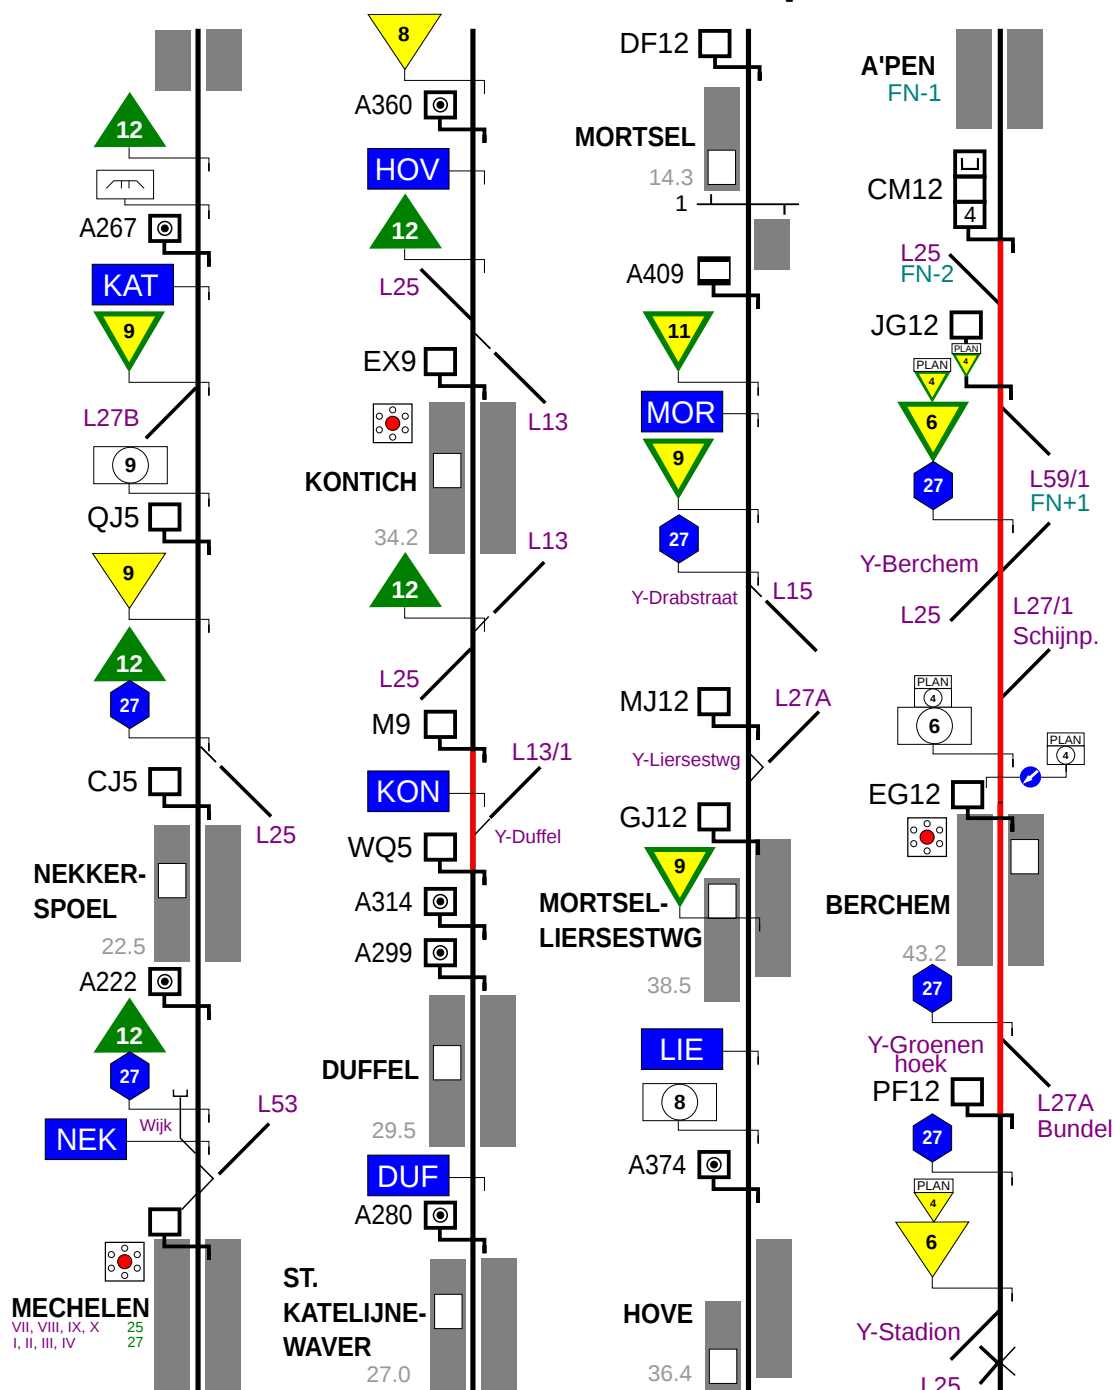 12
A267
KAT
9
L27B
9
QJ5
9
12
27
CJ5
L25
NEKKER-
SPOEL
22.5
A222
12
27
L53
Wijk
NEK
MECHELEN
VII, VIII, IX, X 25
I, II, III, IV 27
8
A360
HOV
12
L25
EX9
L13
KONTICH
34.2
L13
12
L25
M9
L13/1
KON
Y-Duffel
WQ5
A314
A299
DUFFEL
29.5
DUF
A280
ST.
KATELIJNE-
WAVER
27.0
DF12
MORTSEL
14.3
1
A409
11
MOR
9
27
Y-Drabstraat
L15
MJ12
L27A
Y-Liersestwg
GJ12
9
MORTSEL-
LIERSESTWG
38.5
LIE
8
A374
HOVE
36.4
A'PEN
FN-1
CM12
4
L25
FN-2
JG12
PLAN
4
PLAN
4
6
27
L59/1
FN+1
Y-Berchem
L25
L27/1
Schijnp.
PLAN
4
6
PLAN
4
EG12
BERCHEM
43.2
27
Y-Groenen
hoek
PF12
L27A
Bundel
27
PLAN
4
6
Y-Stadion
L25